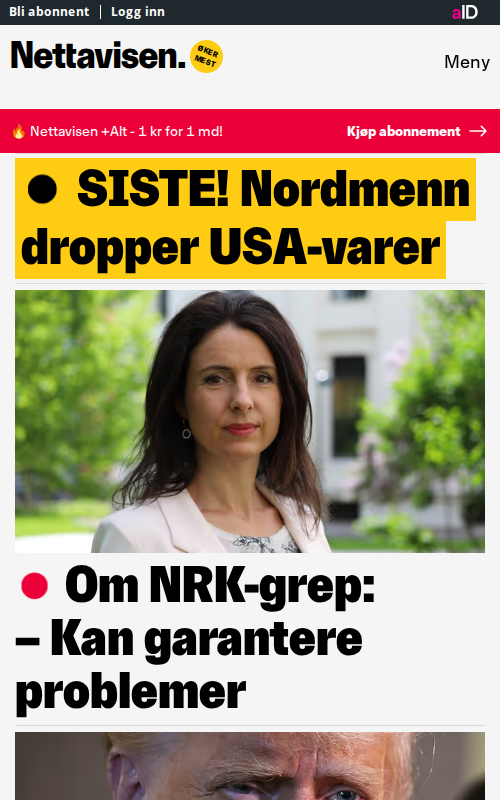 Bli abonnent | Logg inn
aID
Nettavisen.
ØKER
MEST
Meny
🔥 Nettavisen +Alt - 1 kr for 1 md!
Kjøp abonnement →
SISTE! Nordmenn
dropper USA-varer
Om NRK-grep:
– Kan garantere
problemer